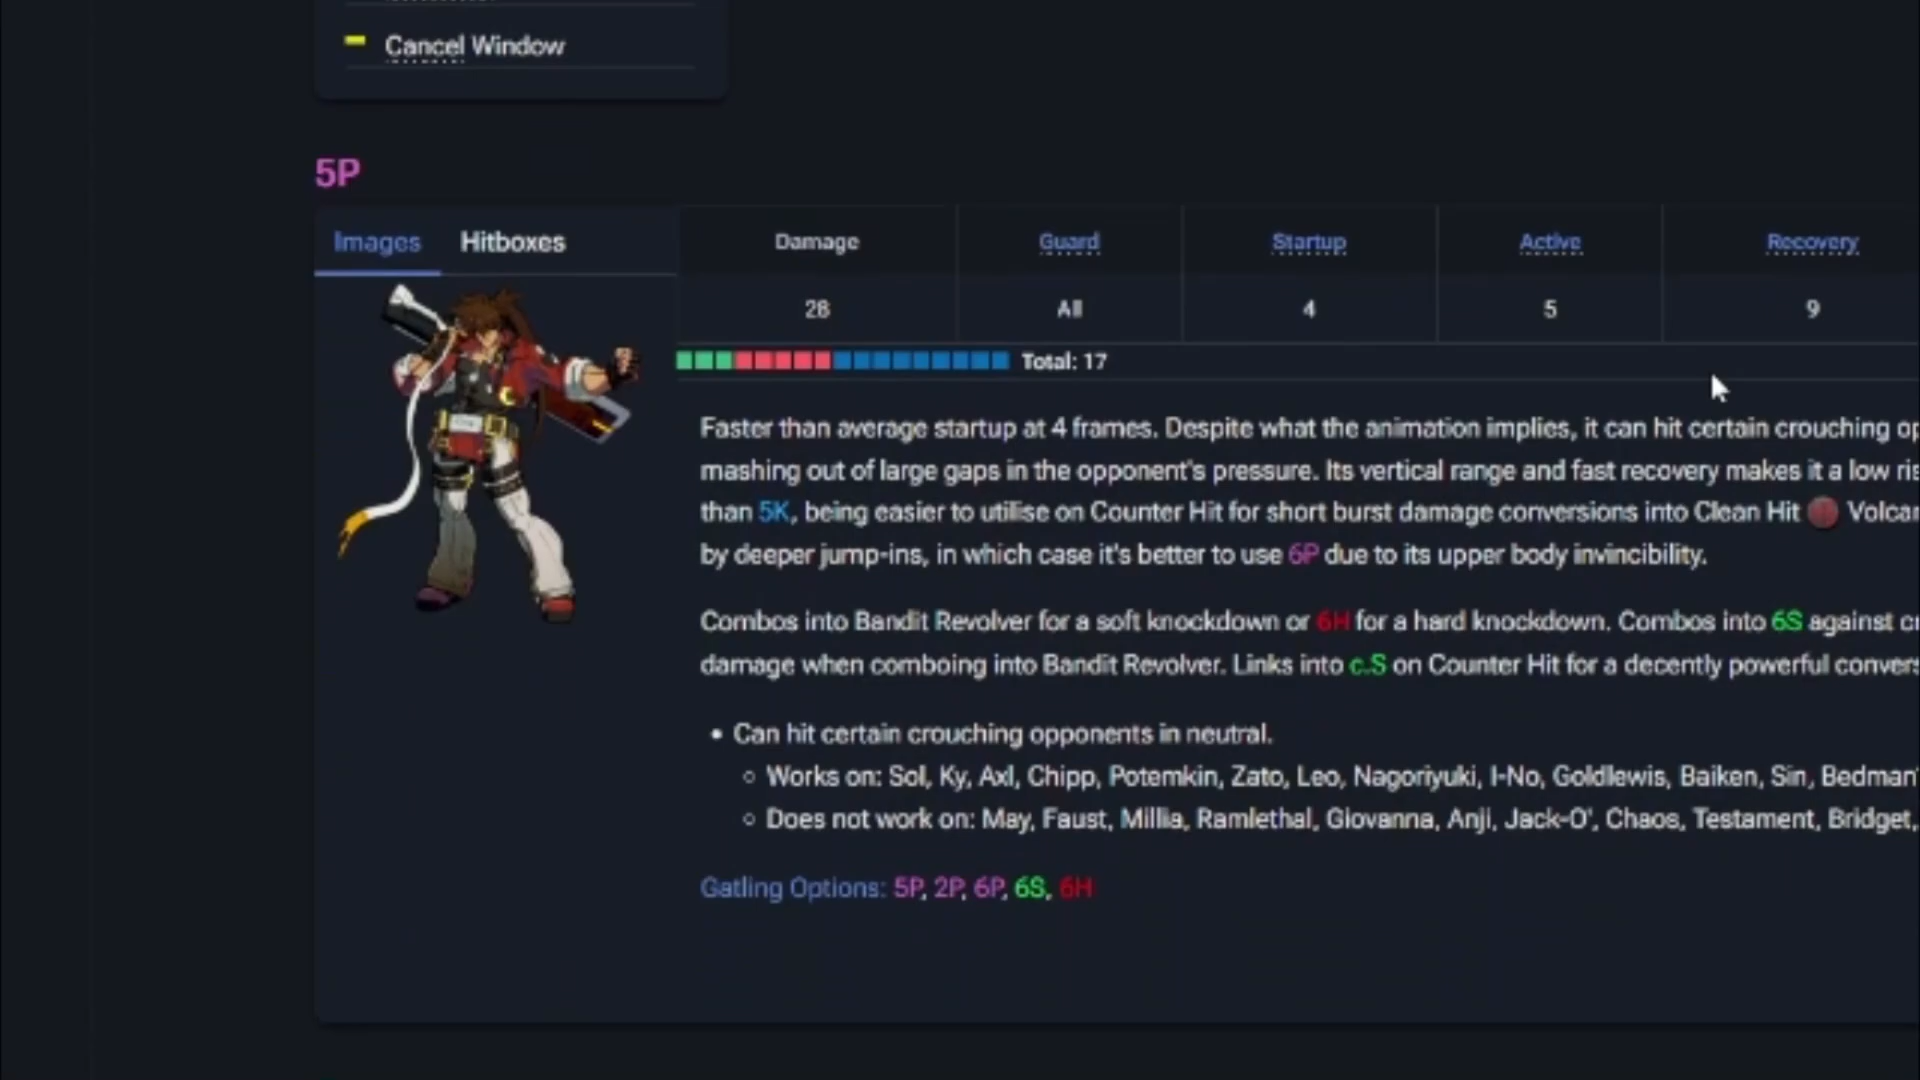 Cancel Window
5P
Images Hitboxes Damage Guard Startup Active Recovery
28 All 4 5 9
Total: 17
Faster than average startup at 4 frames. Despite what the animation implies, it can hit certain crouching
mashing out of large gaps in the opponent's pressure. Its vertical range and fast recovery makes it a low
than 5K, being easier to utilise on Counter Hit for short burst damage conversions into Clean Hit
by deeper jump-ins, in which case it's better to use 6P due to its upper body invincibility.
Combos into Bandit Revolver for a soft knockdown or 6H for a hard knockdown. Combos into 6S against
damage when comboing into Bandit Revolver. Links into c.S on Counter Hit for a decently powerful
• Can hit certain crouching opponents in neutral.
Works on: Sol, Ky, Axl, Chipp, Potemkin, Zato, Leo, Nagoriyuki, I-No, Goldlewis, Baiken, Sin, Bedman'
Does not work on: May, Faust, Millia, Ramlethal, Giovanna, Anji, Jack-O', Chaos, Testament, Bridget,
Gatling Options: 5P, 2P, 6P, 6S, 6H